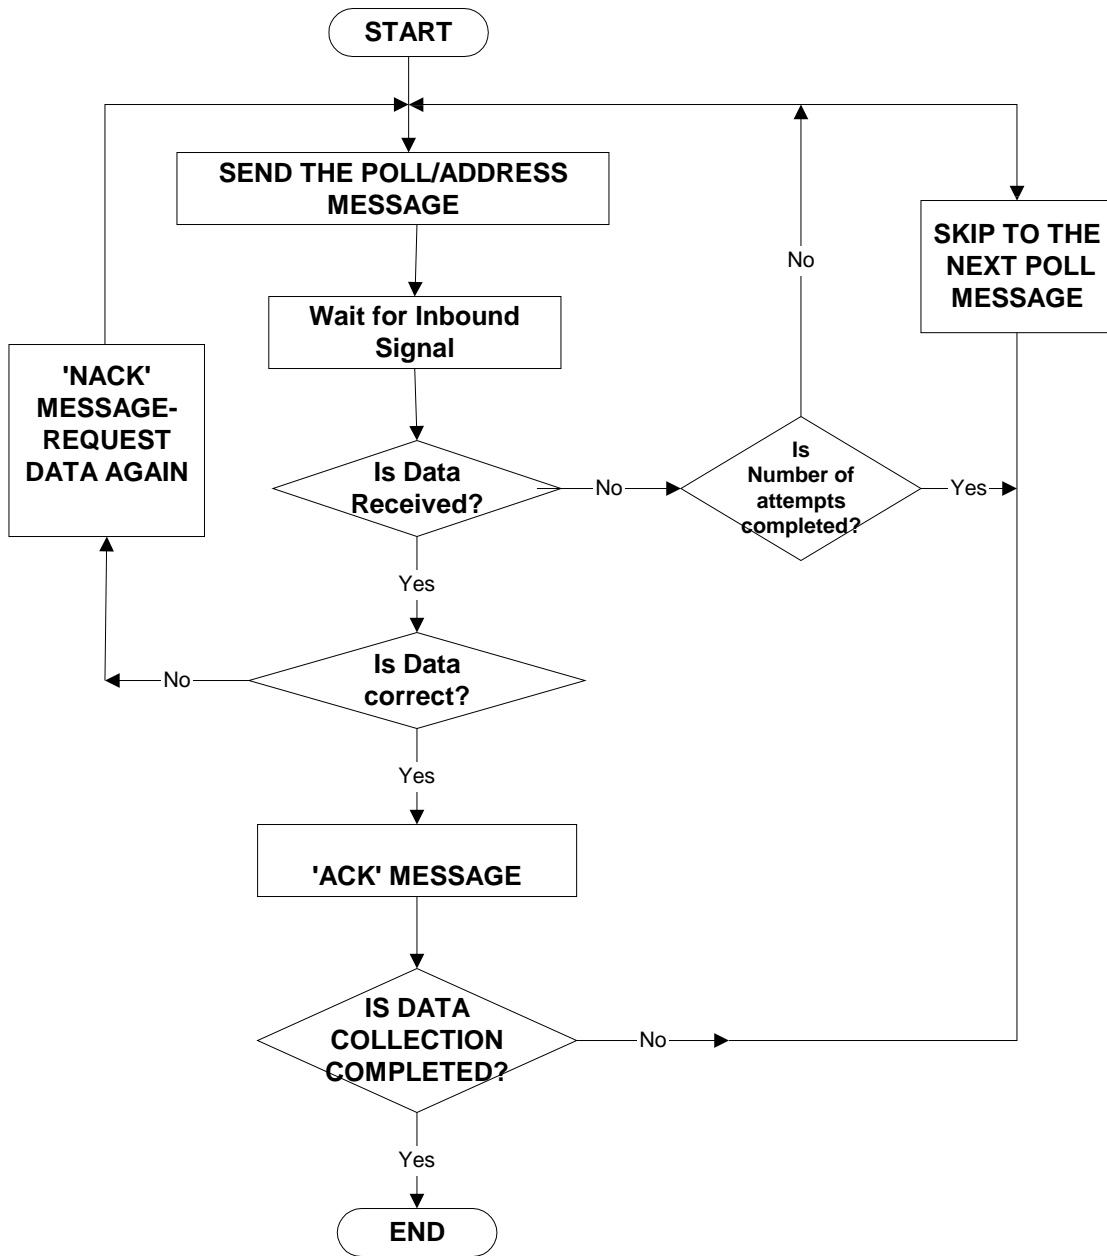 START
SEND THE POLL/ADDRESS
MESSAGE
SKIP TO THE
NEXT POLL
MESSAGE
No
Wait for Inbound
Signal
'NACK'
MESSAGE-
REQUEST
DATA AGAIN
Is Data
Received?
No
Is
Number of
attempts
completed?
Yes
Yes
Is Data
correct?
No
Yes
'ACK' MESSAGE
IS DATA
COLLECTION
COMPLETED?
No
Yes
END